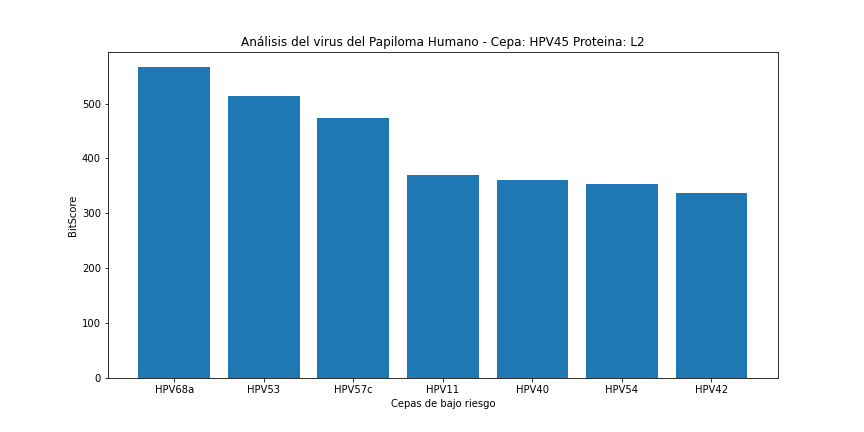 Análisis del virus del Papiloma Humano - Cepa: HPV45 Proteina: L2
BitScore
500
400
300
200
100
0
HPV68a HPV53 HPV57c HPV11 HPV40 HPV54 HPV42
Cepas de bajo riesgo